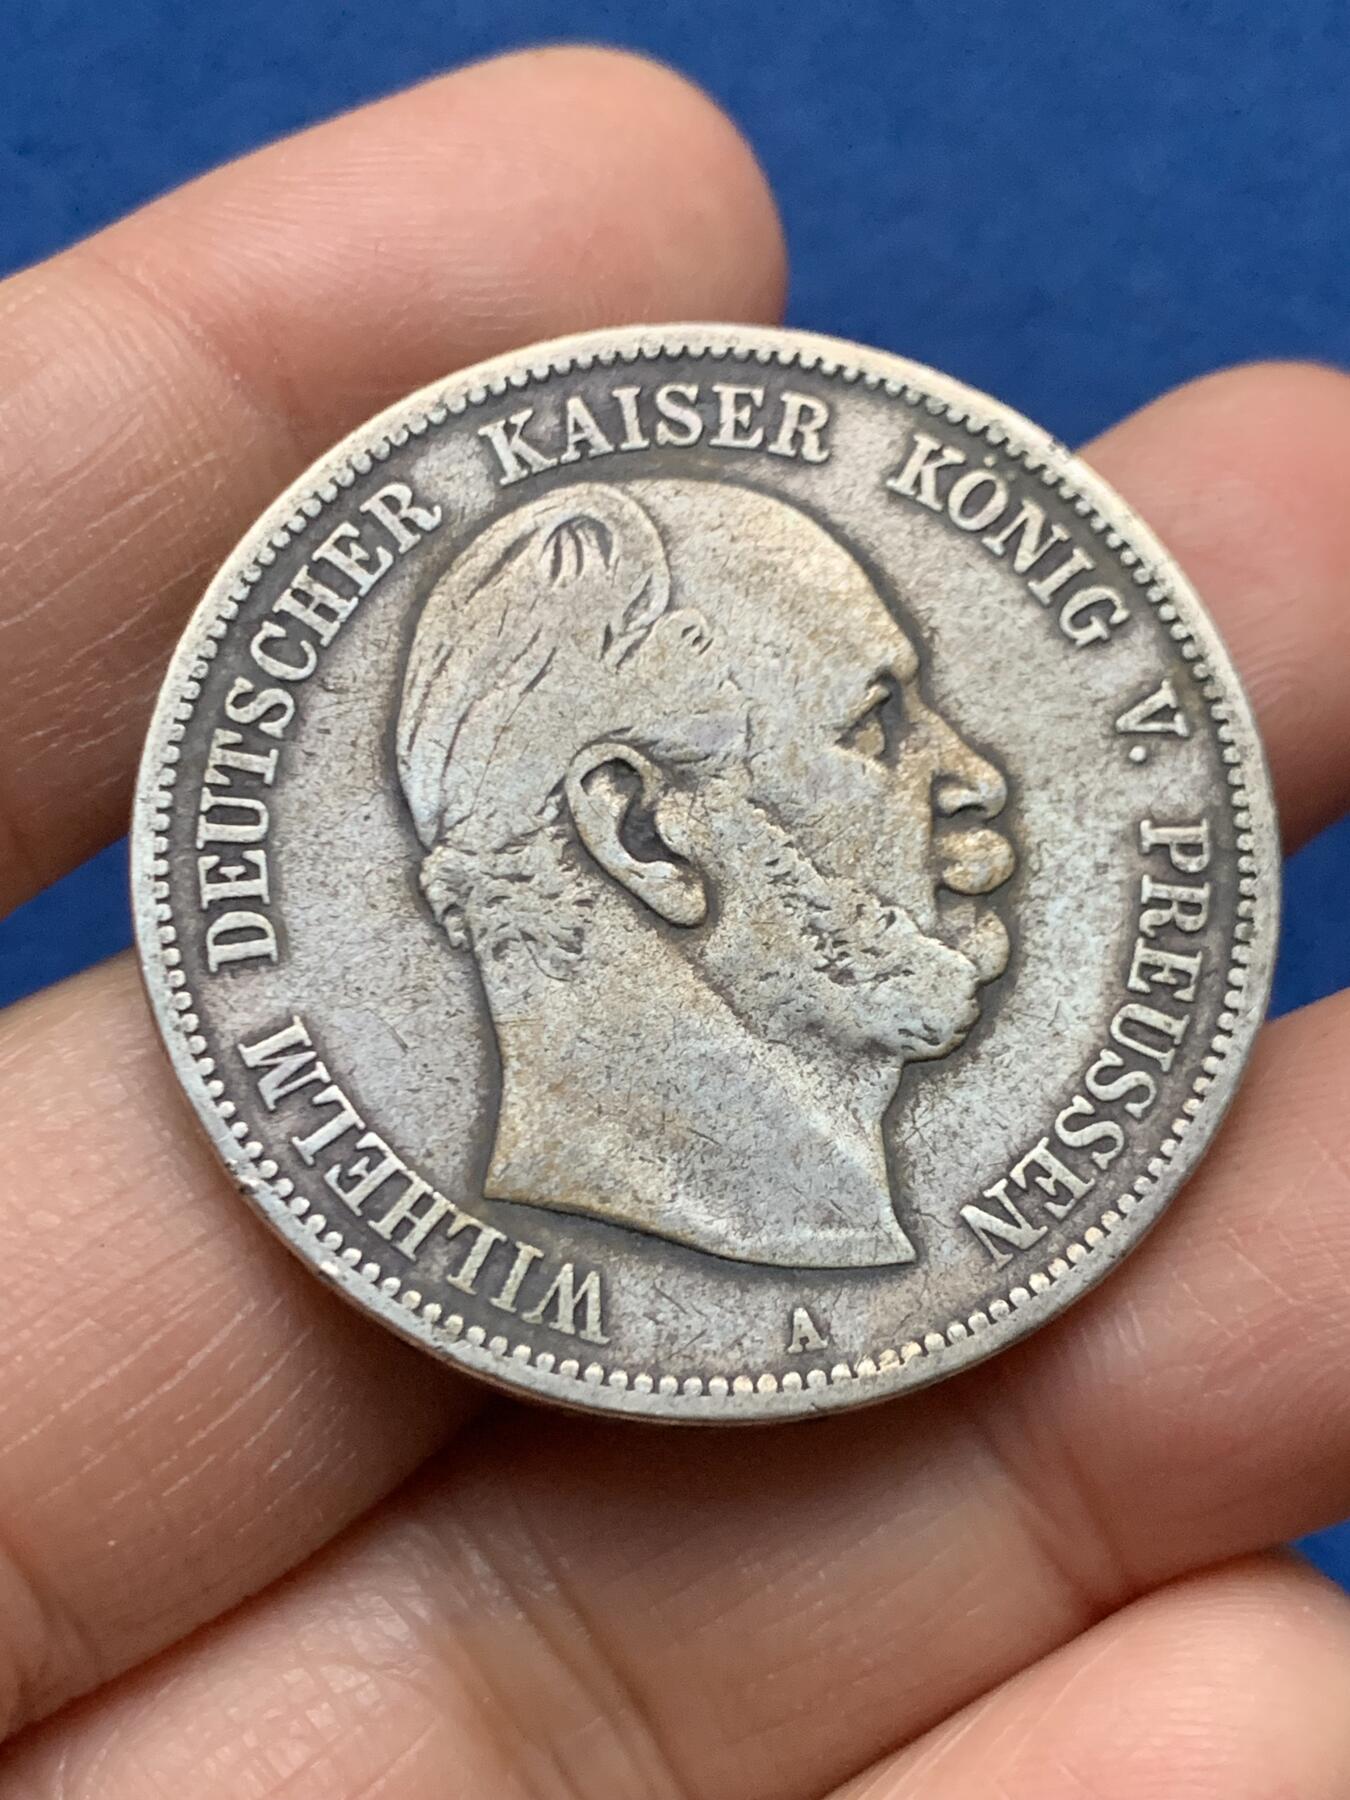 WILHELM DEUTSCHER KAISER KÖNIG V. PREUSSEN
A